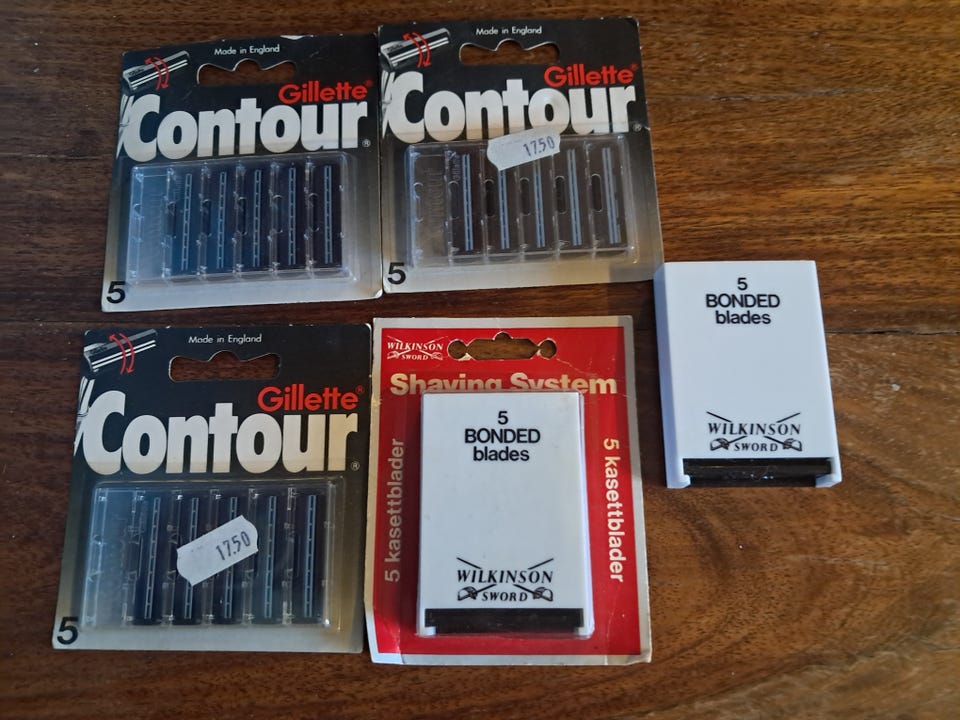 Made in England
Gillette®
Contour®
5
Made in England
Gillette®
Contour®
17.50
5
5
BONDED
blades
WILKINSON
SWORD
Made in England
Gillette®
Contour®
17.50
5
WILKINSON
SWORD
Shaving System
5 kasettblader
5
BONDED
blades
WILKINSON
SWORD
5 kasettblader